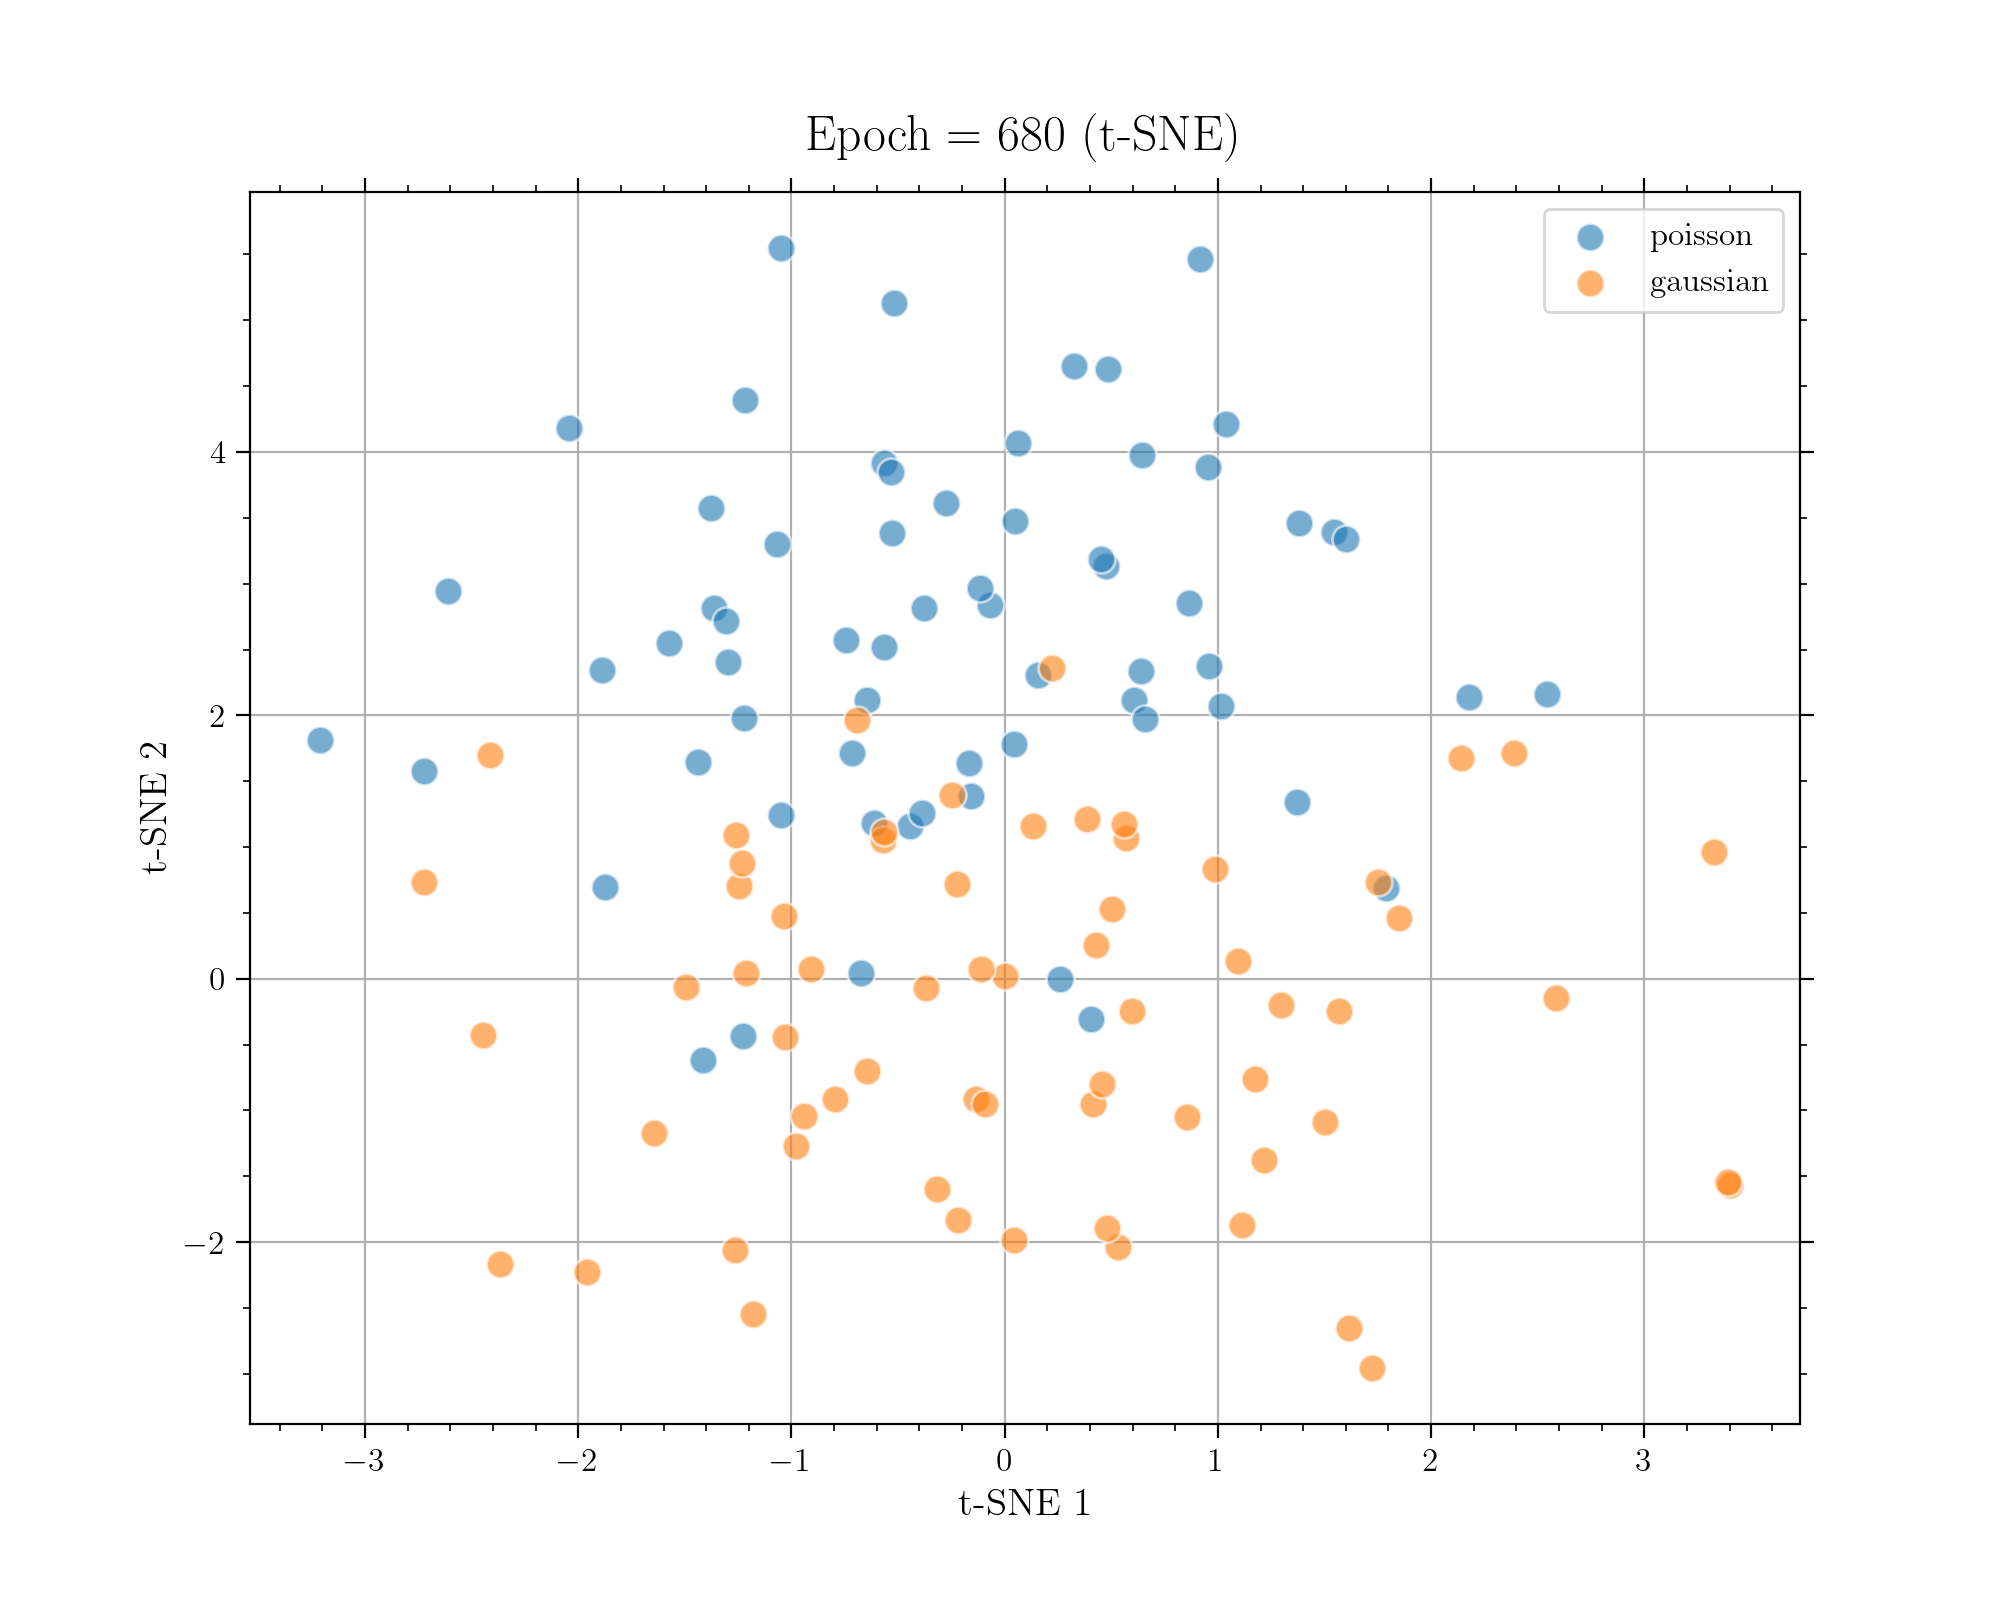 Epoch = 680 (t-SNE)
poisson
gaussian
4
2
0
−2
t-SNE 2
−3 −2 −1 0 1 2 3
t-SNE 1